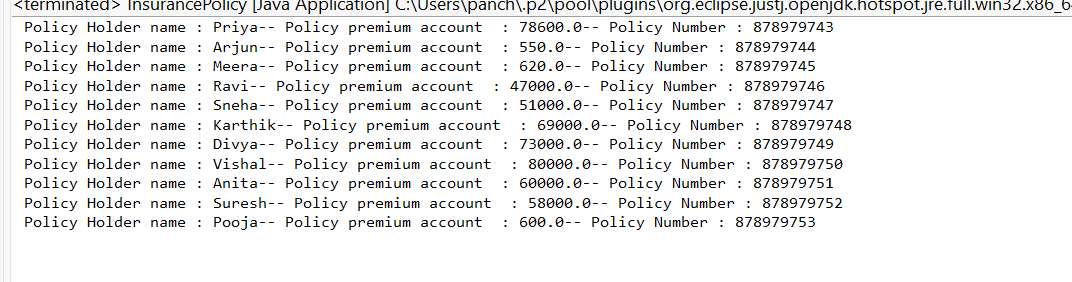 <terminated> InsurancePolicy [Java Application] C:\Users\panch\.p2\pool\plugins\org.eclipse.justj.openjdk.hotspot.jre.full.win32.x86_6
Policy Holder name : Priya-- Policy premium account  : 78600.0-- Policy Number : 878979743
Policy Holder name : Arjun-- Policy premium account  : 550.0-- Policy Number : 878979744
Policy Holder name : Meera-- Policy premium account  : 620.0-- Policy Number : 878979745
Policy Holder name : Ravi-- Policy premium account  : 47000.0-- Policy Number : 878979746
Policy Holder name : Sneha-- Policy premium account  : 51000.0-- Policy Number : 878979747
Policy Holder name : Karthik-- Policy premium account  : 69000.0-- Policy Number : 878979748
Policy Holder name : Divya-- Policy premium account  : 73000.0-- Policy Number : 878979749
Policy Holder name : Vishal-- Policy premium account  : 80000.0-- Policy Number : 878979750
Policy Holder name : Anita-- Policy premium account  : 60000.0-- Policy Number : 878979751
Policy Holder name : Suresh-- Policy premium account  : 58000.0-- Policy Number : 878979752
Policy Holder name : Pooja-- Policy premium account  : 600.0-- Policy Number : 878979753